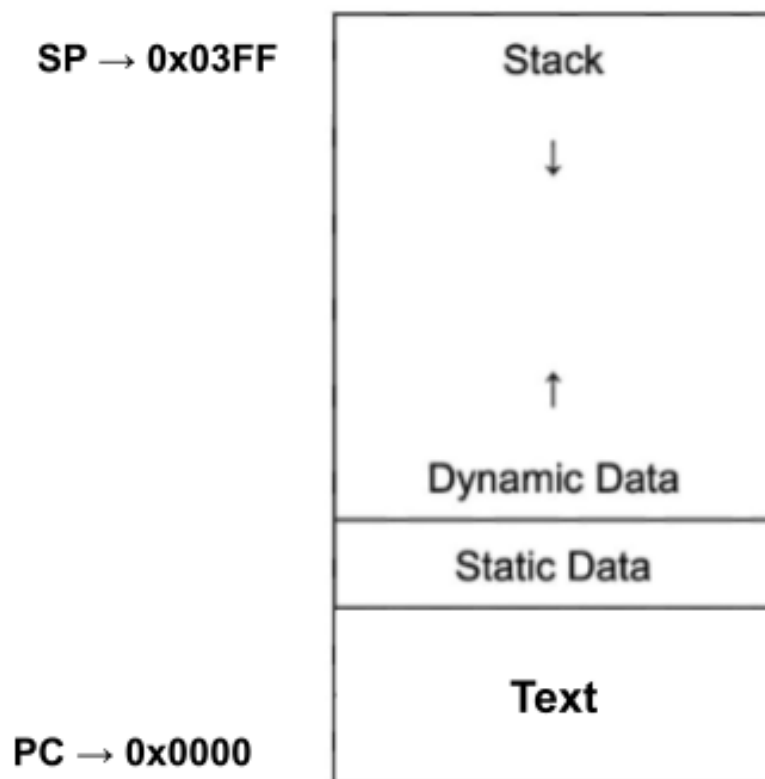 SP → 0x03FF
Stack
↓
↑
Dynamic Data
Static Data
Text
PC → 0x0000